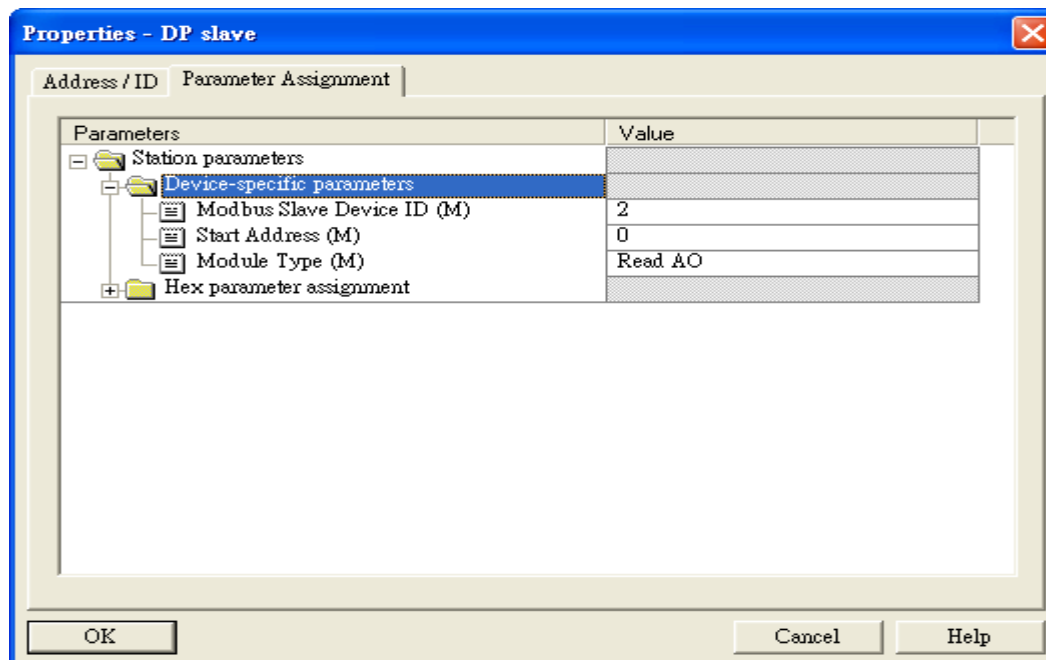 Properties - DP slave
Address / ID Parameter Assignment
Parameters Value
Station parameters
Device-specific parameters
Modbus Slave Device ID (M) 2
Start Address (M) 0
Module Type (M) Read AO
Hex parameter assignment
OK Cancel Help